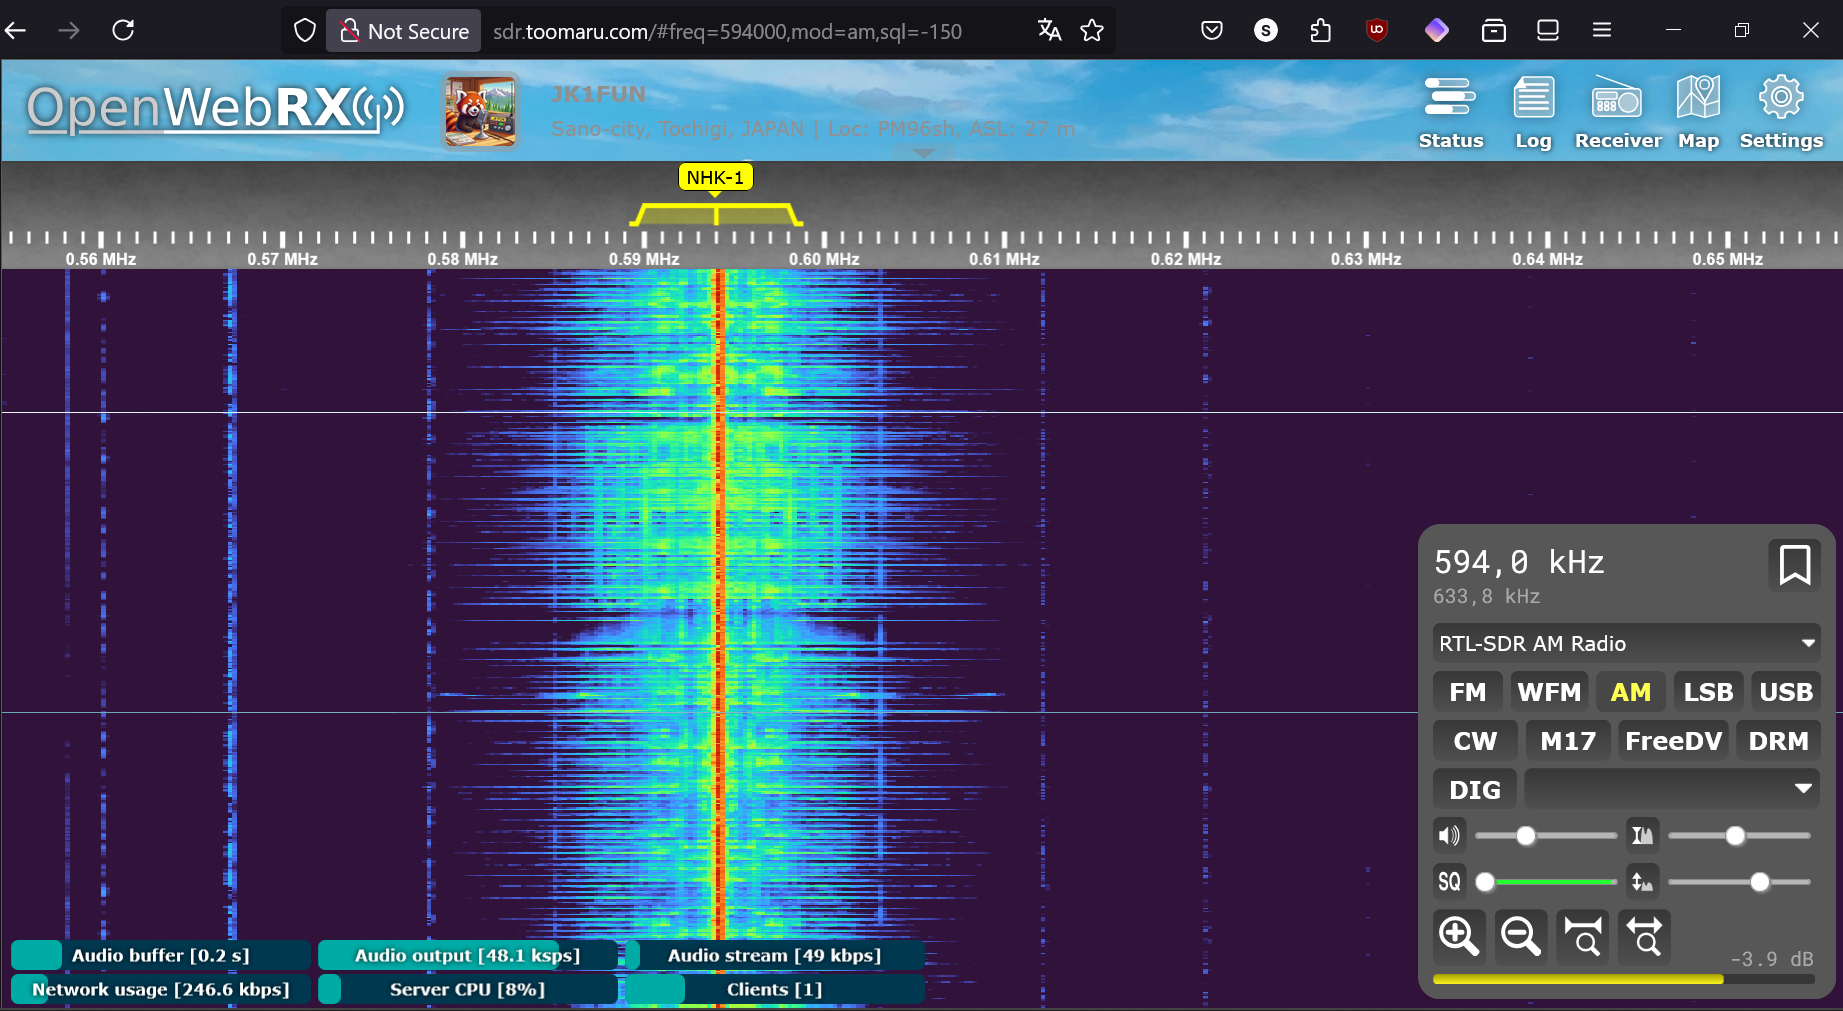 Not Secure
sdr.toomaru.com/#freq=594000,mod=am,sql=-150
OpenWebRX
JK1FUN
Sano-city, Tochigi, JAPAN | Loc: PM96sh, ASL: 27 m
Status
Log
Receiver
Map
Settings
NHK-1
0.56 MHz
0.57 MHz
0.58 MHz
0.59 MHz
0.60 MHz
0.61 MHz
0.62 MHz
0.63 MHz
0.64 MHz
0.65 MHz
594,0 kHz
633,8 kHz
RTL-SDR AM Radio
FM WFM AM LSB USB
CW M17 FreeDV DRM
DIG
SQ
-3.9 dB
Audio buffer [0.2 s]
Audio output [48.1 ksps]
Audio stream [49 kbps]
Network usage [246.6 kbps]
Server CPU [8%]
Clients [1]